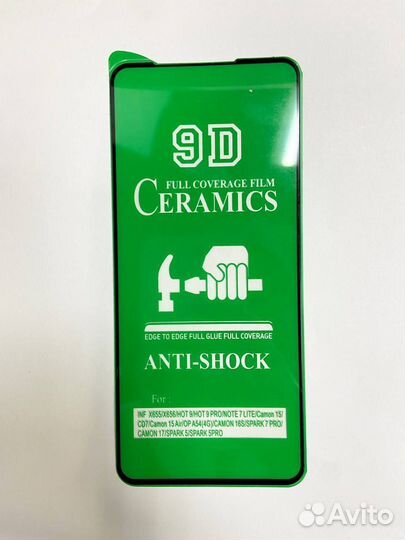 9D
FULL COVERAGE FILM
CERAMICS
EDGE TO EDGE FULL GLUE FULL COVERAGE
ANTI-SHOCK
For :
INF X655/X656/HOT 9/HOT 9 PRO/NOTE 7 LITE/Camon 15/
CD7/Camon 15 Air/OP A54(4G)/CAMON 16S/SPARK 7 PRO/
CAMON 17/SPARK 5/SPARK 5PRO
Avito